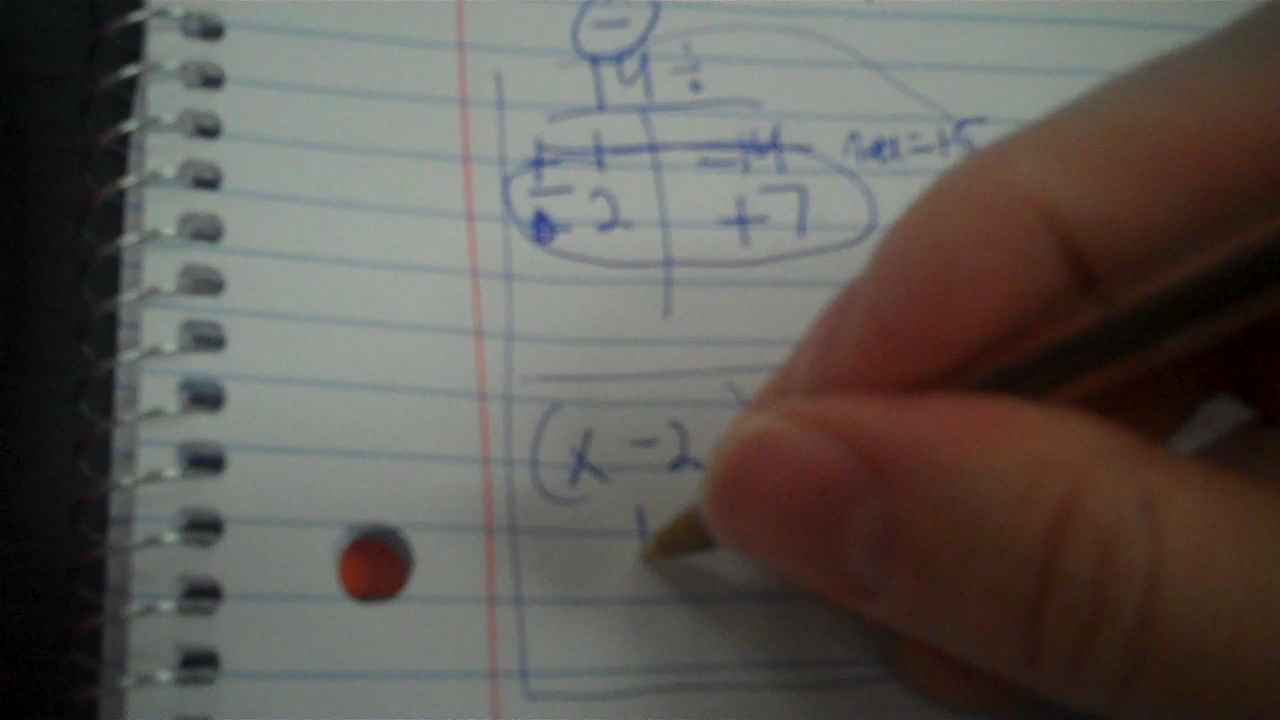 −
14 ÷
+ 1 −14
− 2 +7
(x −2